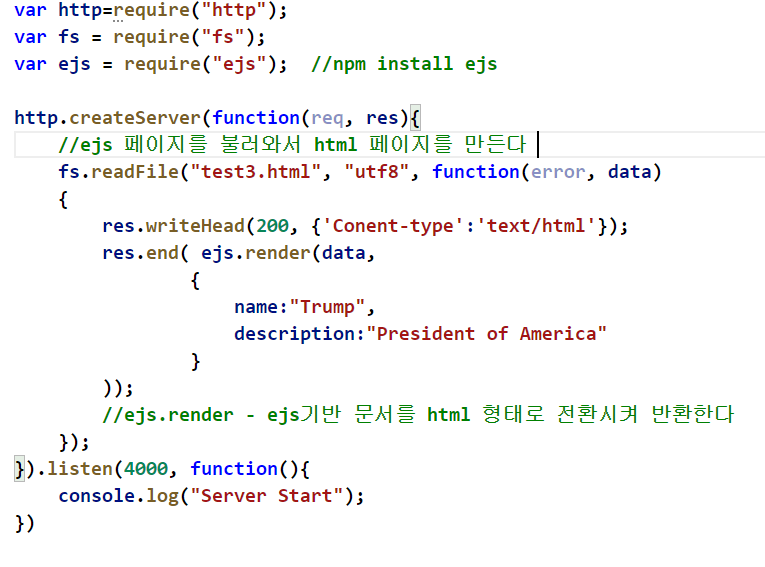 var http=require("http");
var fs = require("fs");
var ejs = require("ejs");  //npm install ejs
http.createServer(function(req, res){
    //ejs 페이지를 불러와서 html 페이지를 만든다
    fs.readFile("test3.html", "utf8", function(error, data)
    {
        res.writeHead(200, {'Conent-type':'text/html'});
        res.end( ejs.render(data,
                {
                    name:"Trump",
                    description:"President of America"
                }
        ));
        //ejs.render - ejs기반 문서를 html 형태로 전환시켜 반환한다
    });
}).listen(4000, function(){
    console.log("Server Start");
})